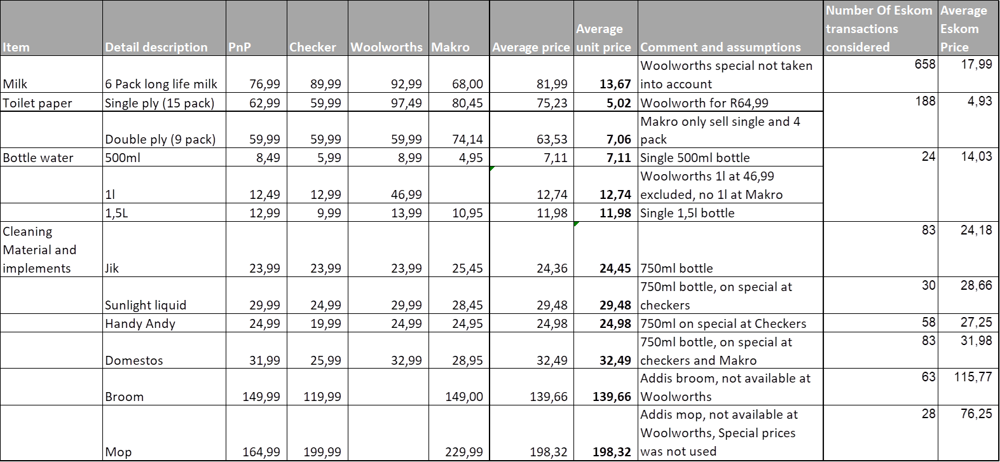 Item Detail description PnP Checker Woolworths Makro Average price Average unit price Comment and assumptions Number Of Eskom transactions considered Average Eskom Price
Milk 6 Pack long life milk 76,99 89,99 92,99 68,00 81,99 13,67 Woolworths special not taken into account 658 17,99
Toilet paper Single ply (15 pack) 62,99 59,99 97,49 80,45 75,23 5,02 Woolworth for R64,99 188 4,93
Double ply (9 pack) 59,99 59,99 59,99 74,14 63,53 7,06 Makro only sell single and 4 pack
Bottle water 500ml 8,49 5,99 8,99 4,95 7,11 7,11 Single 500ml bottle 24 14,03
1l 12,49 12,99 46,99 12,74 12,74 Woolworths 1l at 46,99 excluded, no 1l at Makro
1,5L 12,99 9,99 13,99 10,95 11,98 11,98 Single 1,5l bottle
Cleaning Material and implements Jik 23,99 23,99 23,99 25,45 24,36 24,45 750ml bottle 83 24,18
Sunlight liquid 29,99 24,99 29,99 28,45 29,48 29,48 750ml bottle, on special at checkers 30 28,66
Handy Andy 24,99 19,99 24,99 24,95 24,98 24,98 750ml on special at Checkers 58 27,25
Domestos 31,99 25,99 32,99 28,95 32,49 32,49 750ml bottle, on special at checkers and Makro 83 31,98
Broom 149,99 119,99 149,00 139,66 139,66 Addis broom, not available at Woolworths 63 115,77
Mop 164,99 199,99 229,99 198,32 198,32 Addis mop, not available at Woolworths, Special prices was not used 28 76,25